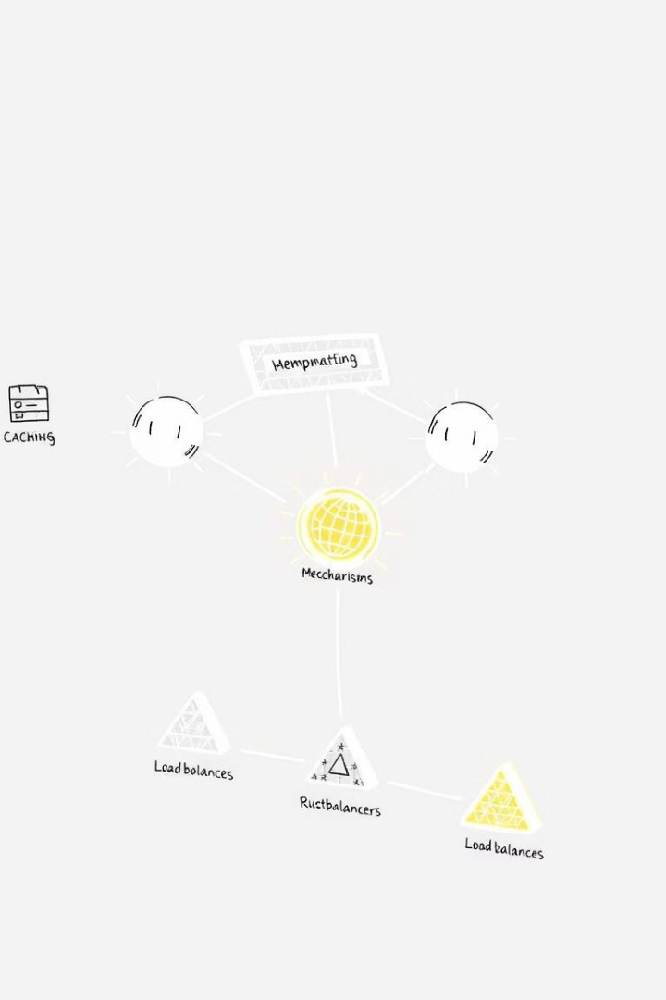 Hempmatting
CACHING
Meccharisms
Load bolances
Rustbalancers
Load balances